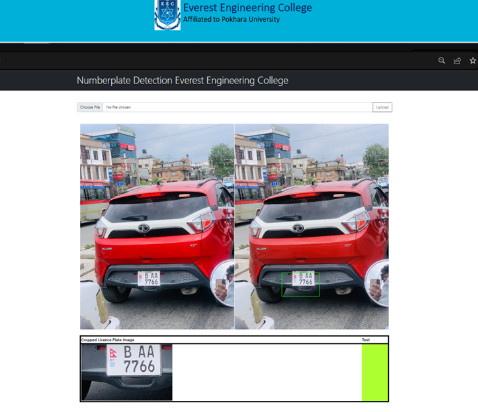 ESC
Everest Engineering College
Affiliated to Pokhara University
Numberplate Detection Everest Engineering College
Choose File No file chosen
Upload
B AA
7766
B AA
7766
Cropped Licence Plate Image
Text
B AA
7766